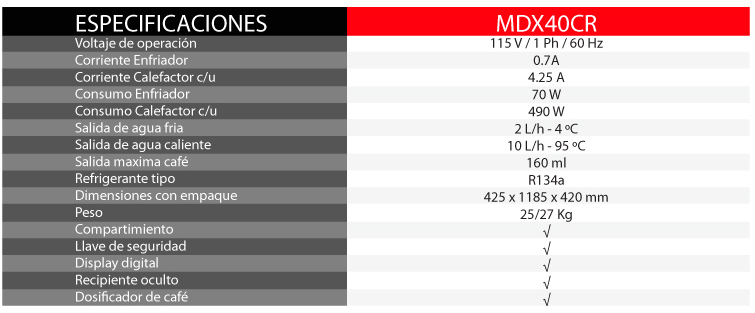 ESPECIFICACIONES MDX40CR
Voltaje de operación 115 V / 1 Ph / 60 Hz
Corriente Enfriador 0.7A
Corriente Calefactor c/u 4.25 A
Consumo Enfriador 70 W
Consumo Calefactor c/u 490 W
Salida de agua fria 2 L/h - 4 ºC
Salida de agua caliente 10 L/h - 95 ºC
Salida maxima café 160 ml
Refrigerante tipo R134a
Dimensiones con empaque 425 x 1185 x 420 mm
Peso 25/27 Kg
Compartimiento √
Llave de seguridad √
Display digital √
Recipiente oculto √
Dosificador de café √